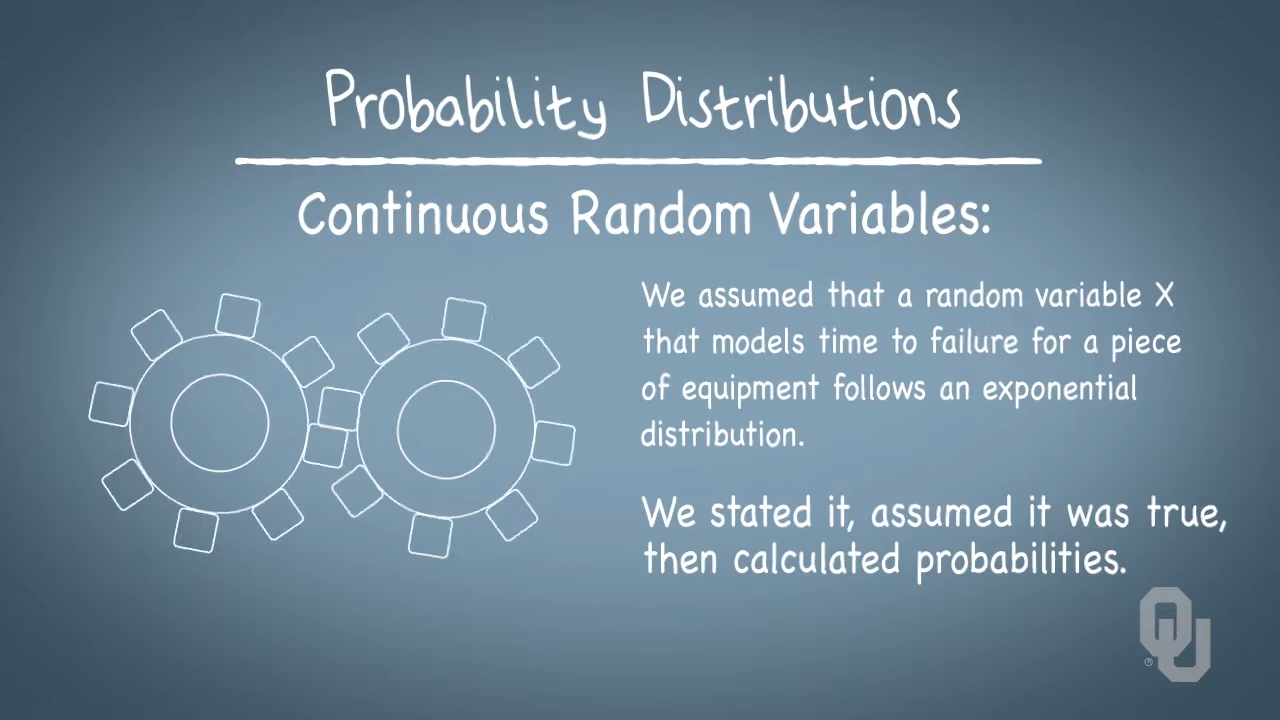 Probability Distributions
Continuous Random Variables:
We assumed that a random variable X
that models time to failure for a piece
of equipment follows an exponential
distribution.
We stated it, assumed it was true,
then calculated probabilities.
OU
®